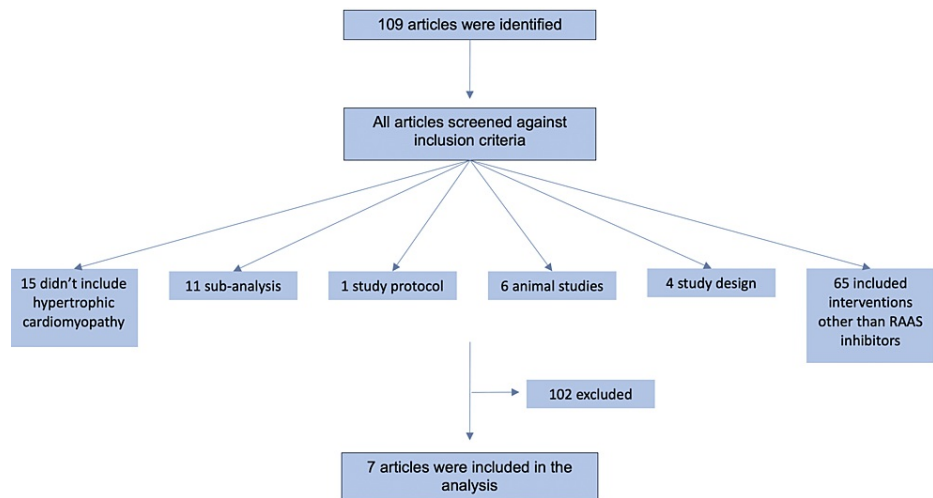 109 articles were identified
All articles screened against
inclusion criteria
15 didn't include
hypertrophic
cardiomyopathy
11 sub-analysis
1 study protocol
6 animal studies
4 study design
65 included
interventions
other than RAAS
inhibitors
102 excluded
7 articles were included in the
analysis